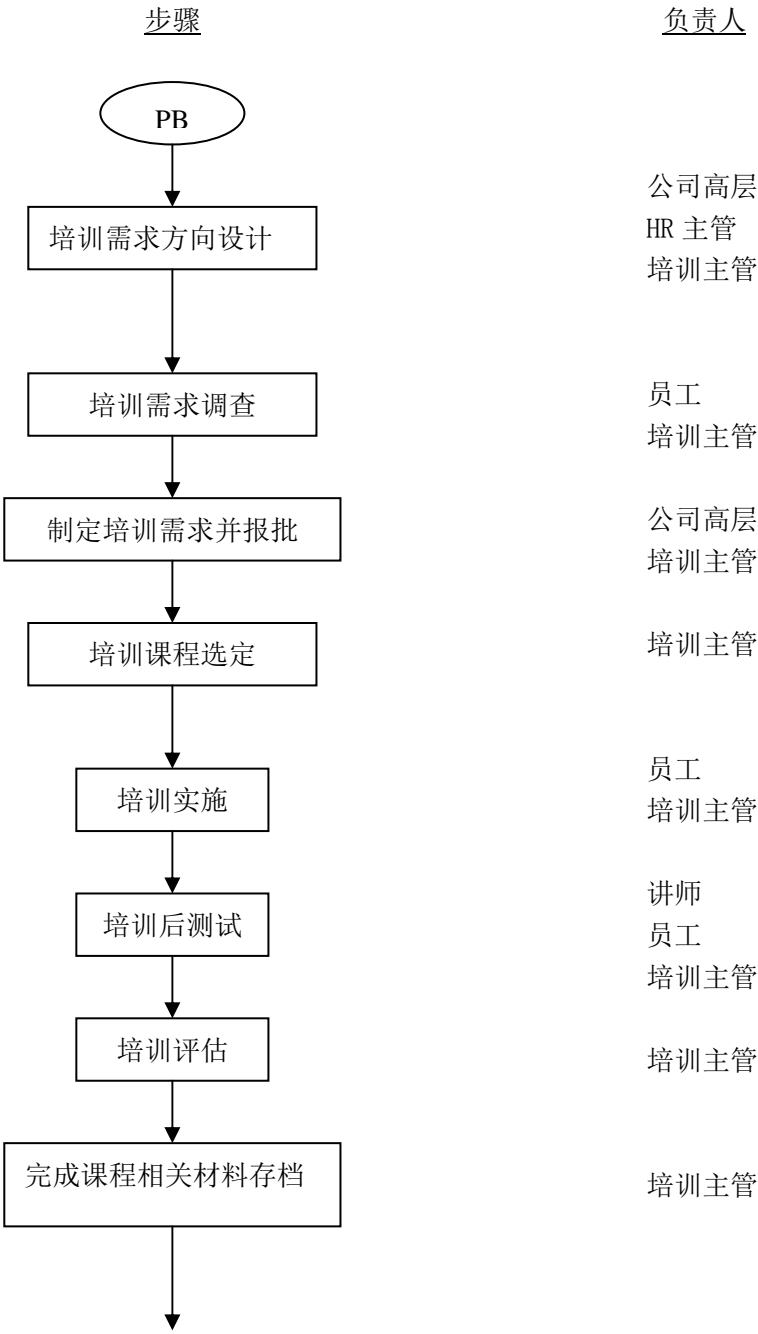 步骤
负责人
PB
培训需求方向设计
公司高层
HR 主管
培训主管
培训需求调查
员工
培训主管
制定培训需求并报批
公司高层
培训主管
培训课程选定
培训主管
培训实施
员工
培训主管
培训后测试
讲师
员工
培训主管
培训评估
培训主管
完成课程相关材料存档
培训主管